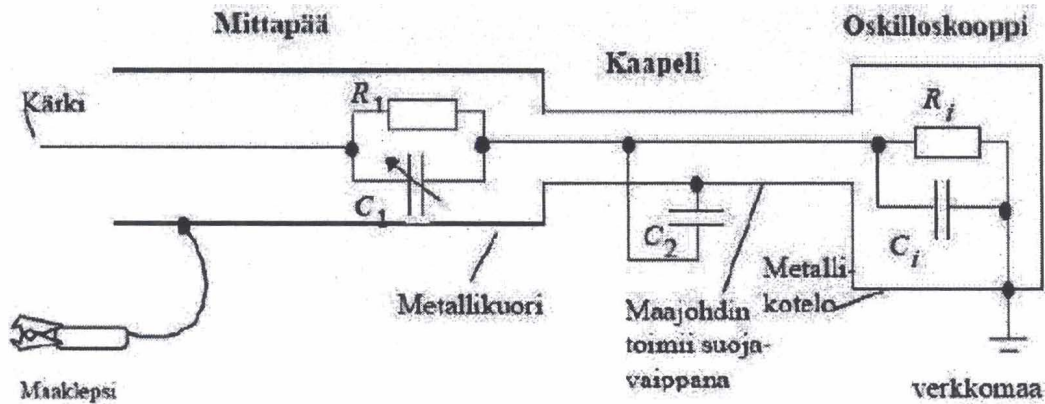 Mittapää
Kaapeli
Oskilloskooppi
Kärki
R1
C1
C2
Ri
Ci
Metallikuori
Maajohdin
toimii suoja-
vaippana
Metalli-
kotelo
Maaklepsi
verkkomaa